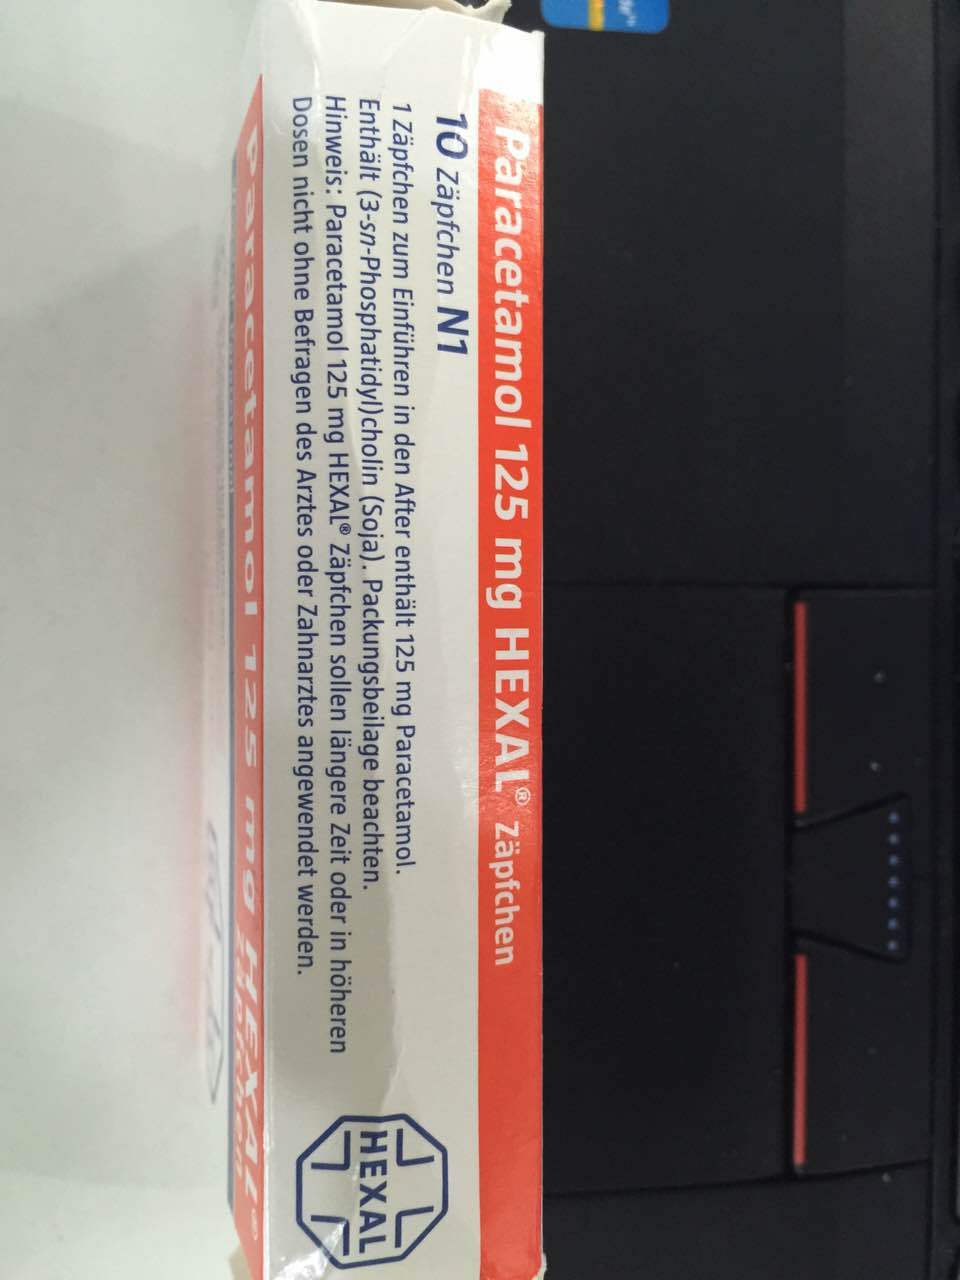 Paracetamol 125 mg HEXAL® Zäpfchen
10 Zäpfchen N1
1 Zäpfchen zum Einführen in den After enthält 125 mg Paracetamol.
Enthält (3-sn-Phosphatidyl)cholin (Soja). Packungsbeilage beachten.
Hinweis: Paracetamol 125 mg HEXAL® Zäpfchen sollen längere Zeit oder in höheren
Dosen nicht ohne Befragen des Arztes oder Zahnarztes angewendet werden.
HEXAL
Paracetamol 125 mg HEXAL®
Zäpfchen